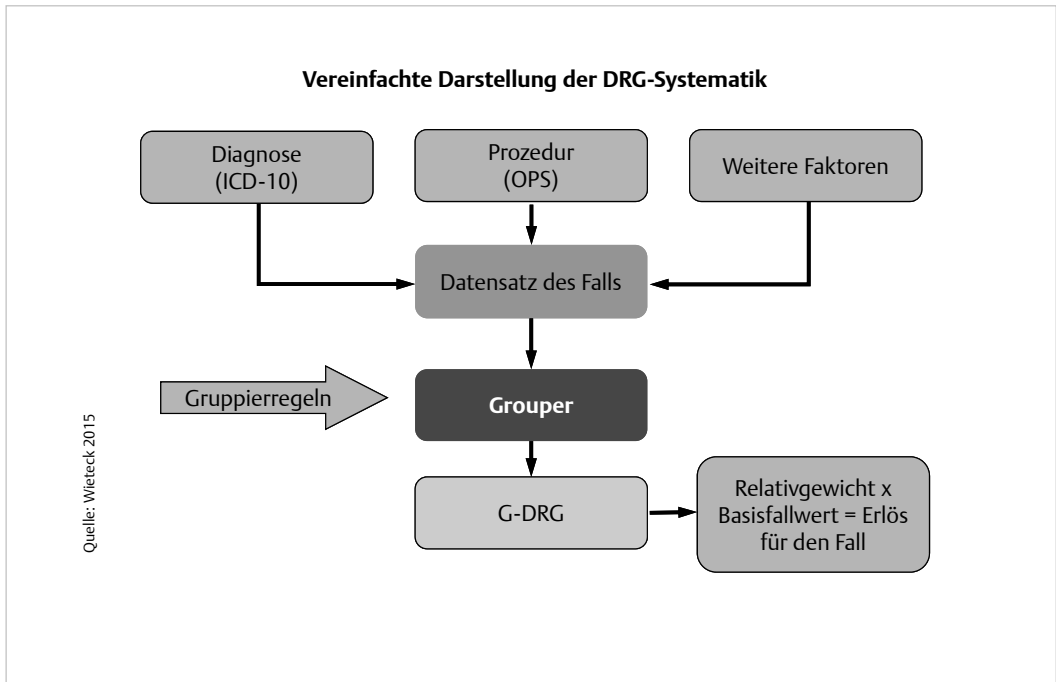 Vereinfachte Darstellung der DRG-Systematik
Diagnose
(ICD-10)
Prozedur
(OPS)
Weitere Faktoren
Datensatz des Falls
Gruppierregeln
Grouper
G-DRG
Relativgewicht x
Basisfallwert = Erlös
für den Fall
Quelle: Wieteck 2015